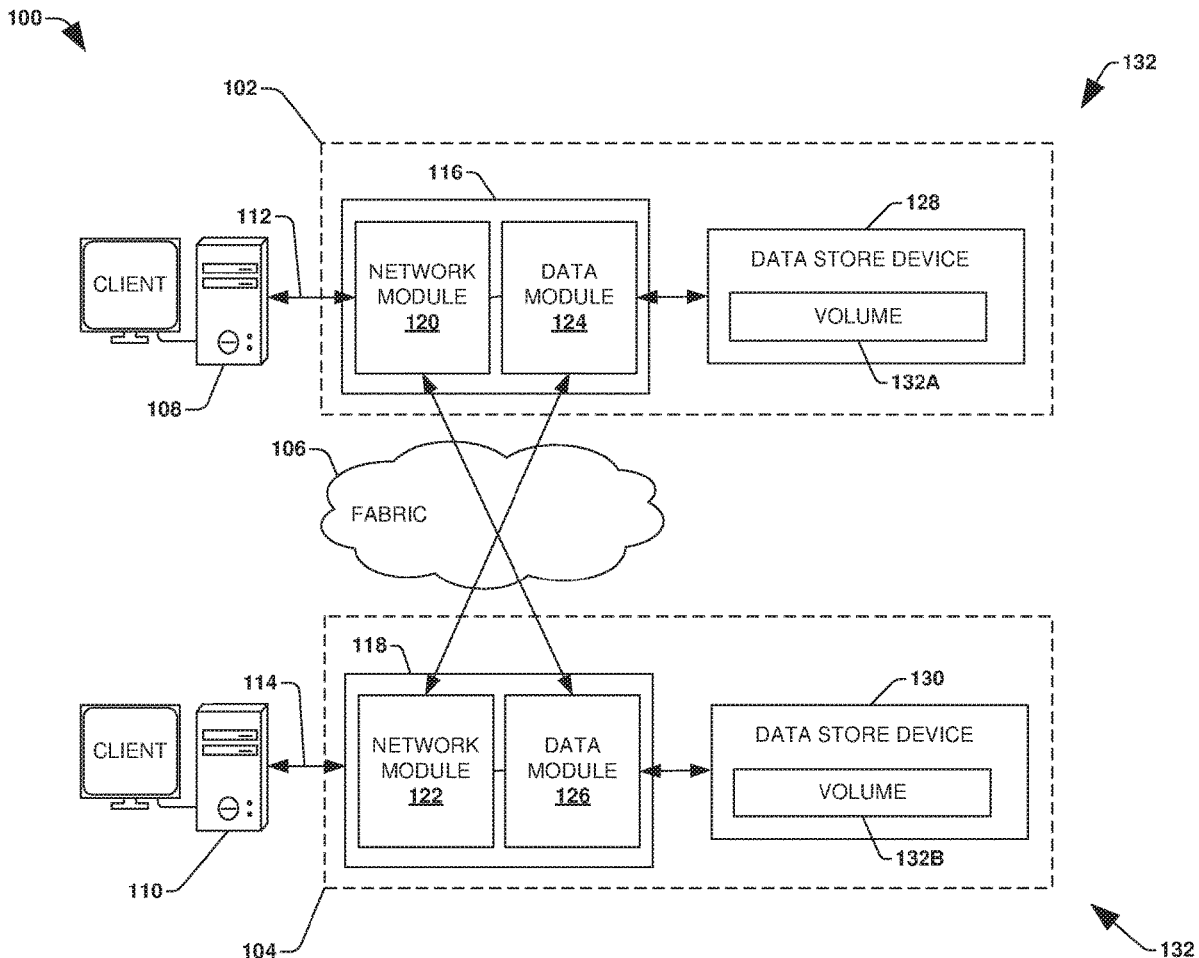 100
132
102
116
128
112
CLIENT
NETWORK
MODULE
120
DATA
MODULE
124
DATA STORE DEVICE
VOLUME
132A
108
106
FABRIC
118
130
114
CLIENT
NETWORK
MODULE
122
DATA
MODULE
126
DATA STORE DEVICE
VOLUME
132B
110
104
132